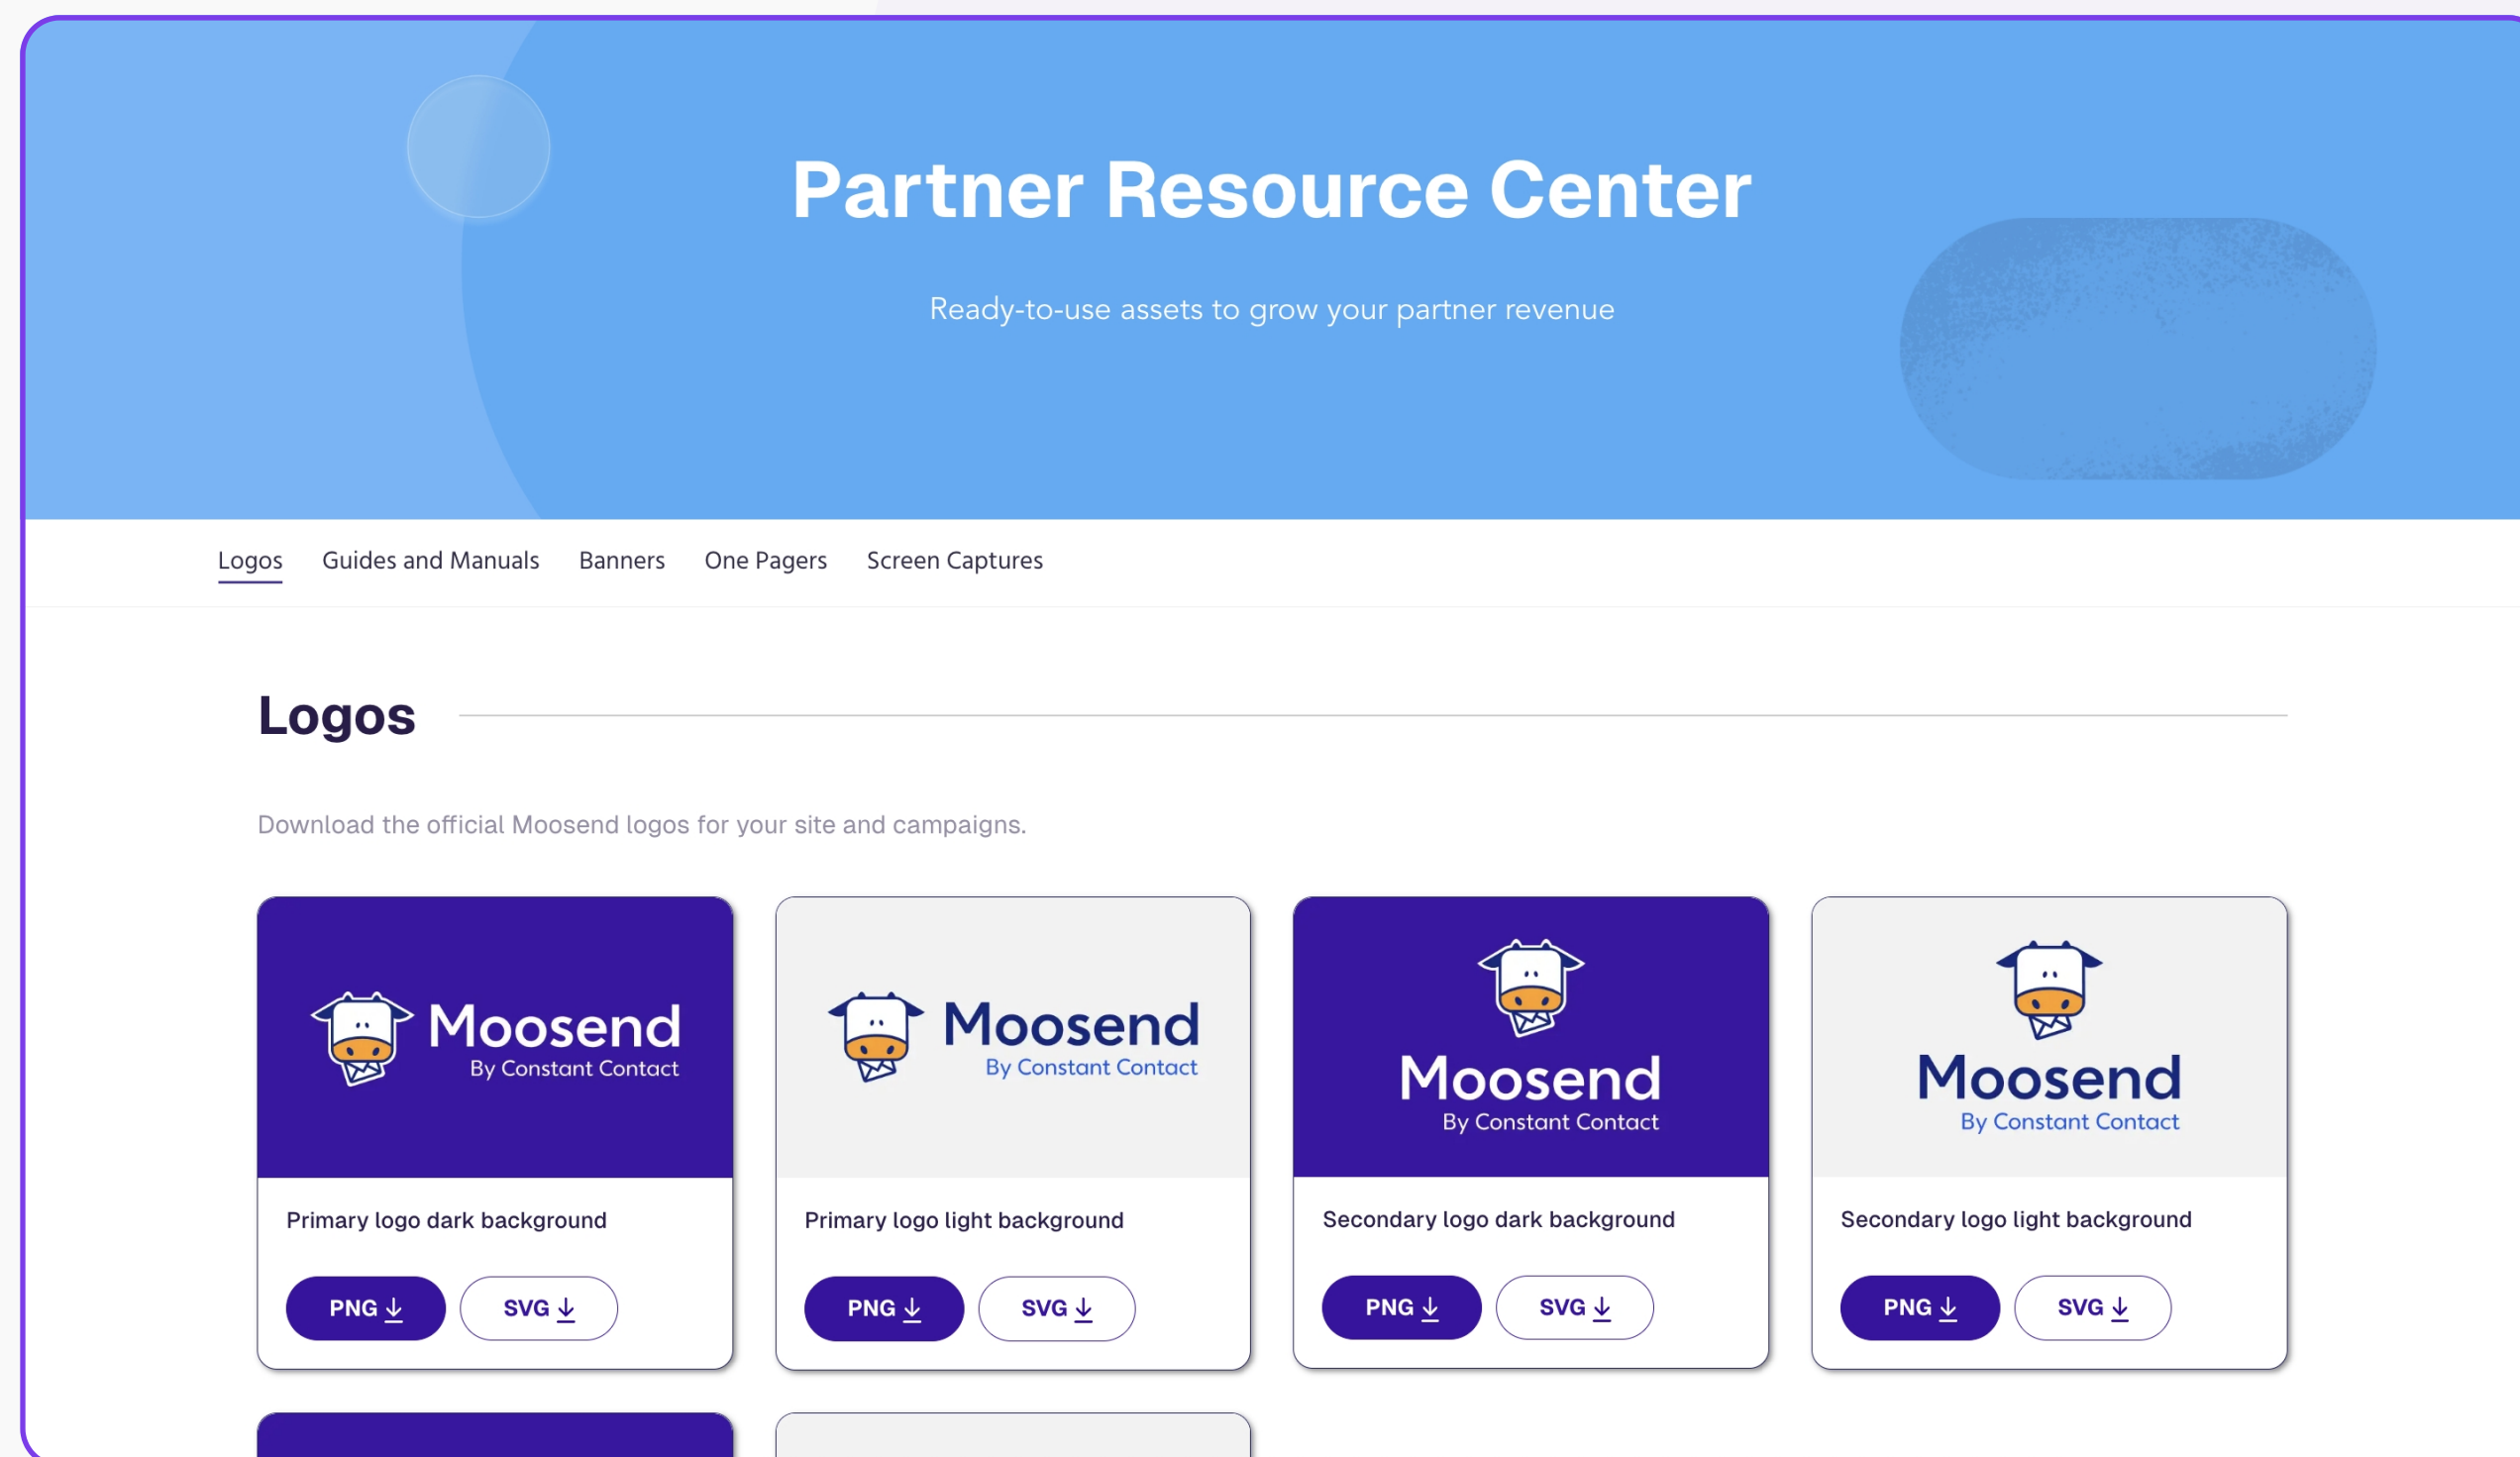 Partner Resource Center
Ready-to-use assets to grow your partner revenue
Logos Guides and Manuals Banners One Pagers Screen Captures
Logos
Download the official Moosend logos for your site and campaigns.
Moosend
By Constant Contact
Primary logo dark background
PNG SVG
Moosend
By Constant Contact
Primary logo light background
PNG SVG
Moosend
By Constant Contact
Secondary logo dark background
PNG SVG
Moosend
By Constant Contact
Secondary logo light background
PNG SVG